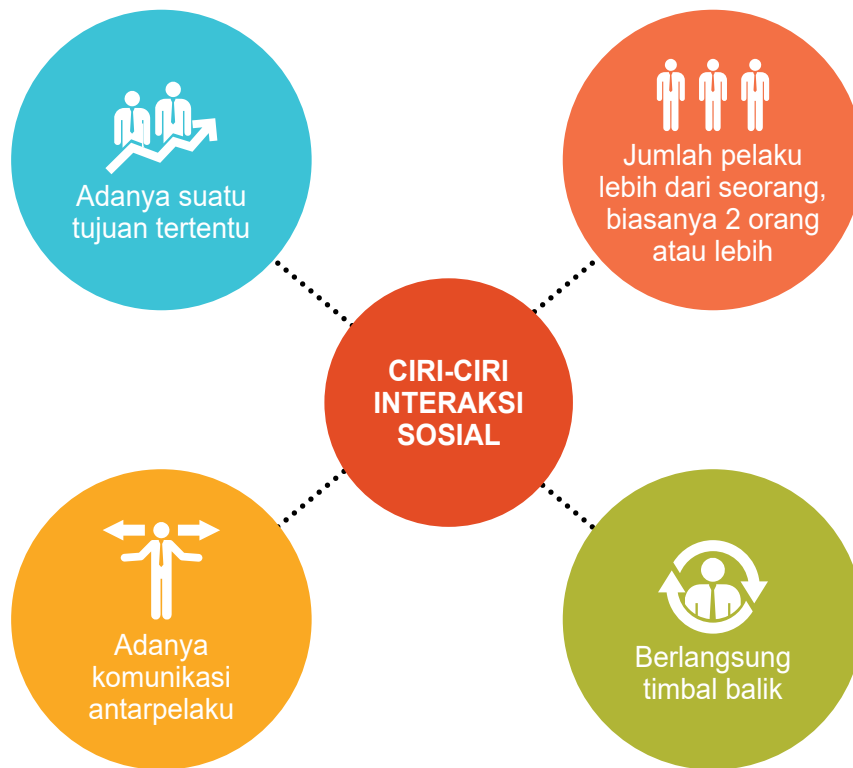 Adanya suatu
tujuan tertentu
Jumlah pelaku
lebih dari seorang,
biasanya 2 orang
atau lebih
CIRI-CIRI
INTERAKSI
SOSIAL
Adanya
komunikasi
antarpelaku
Berlangsung
timbal balik